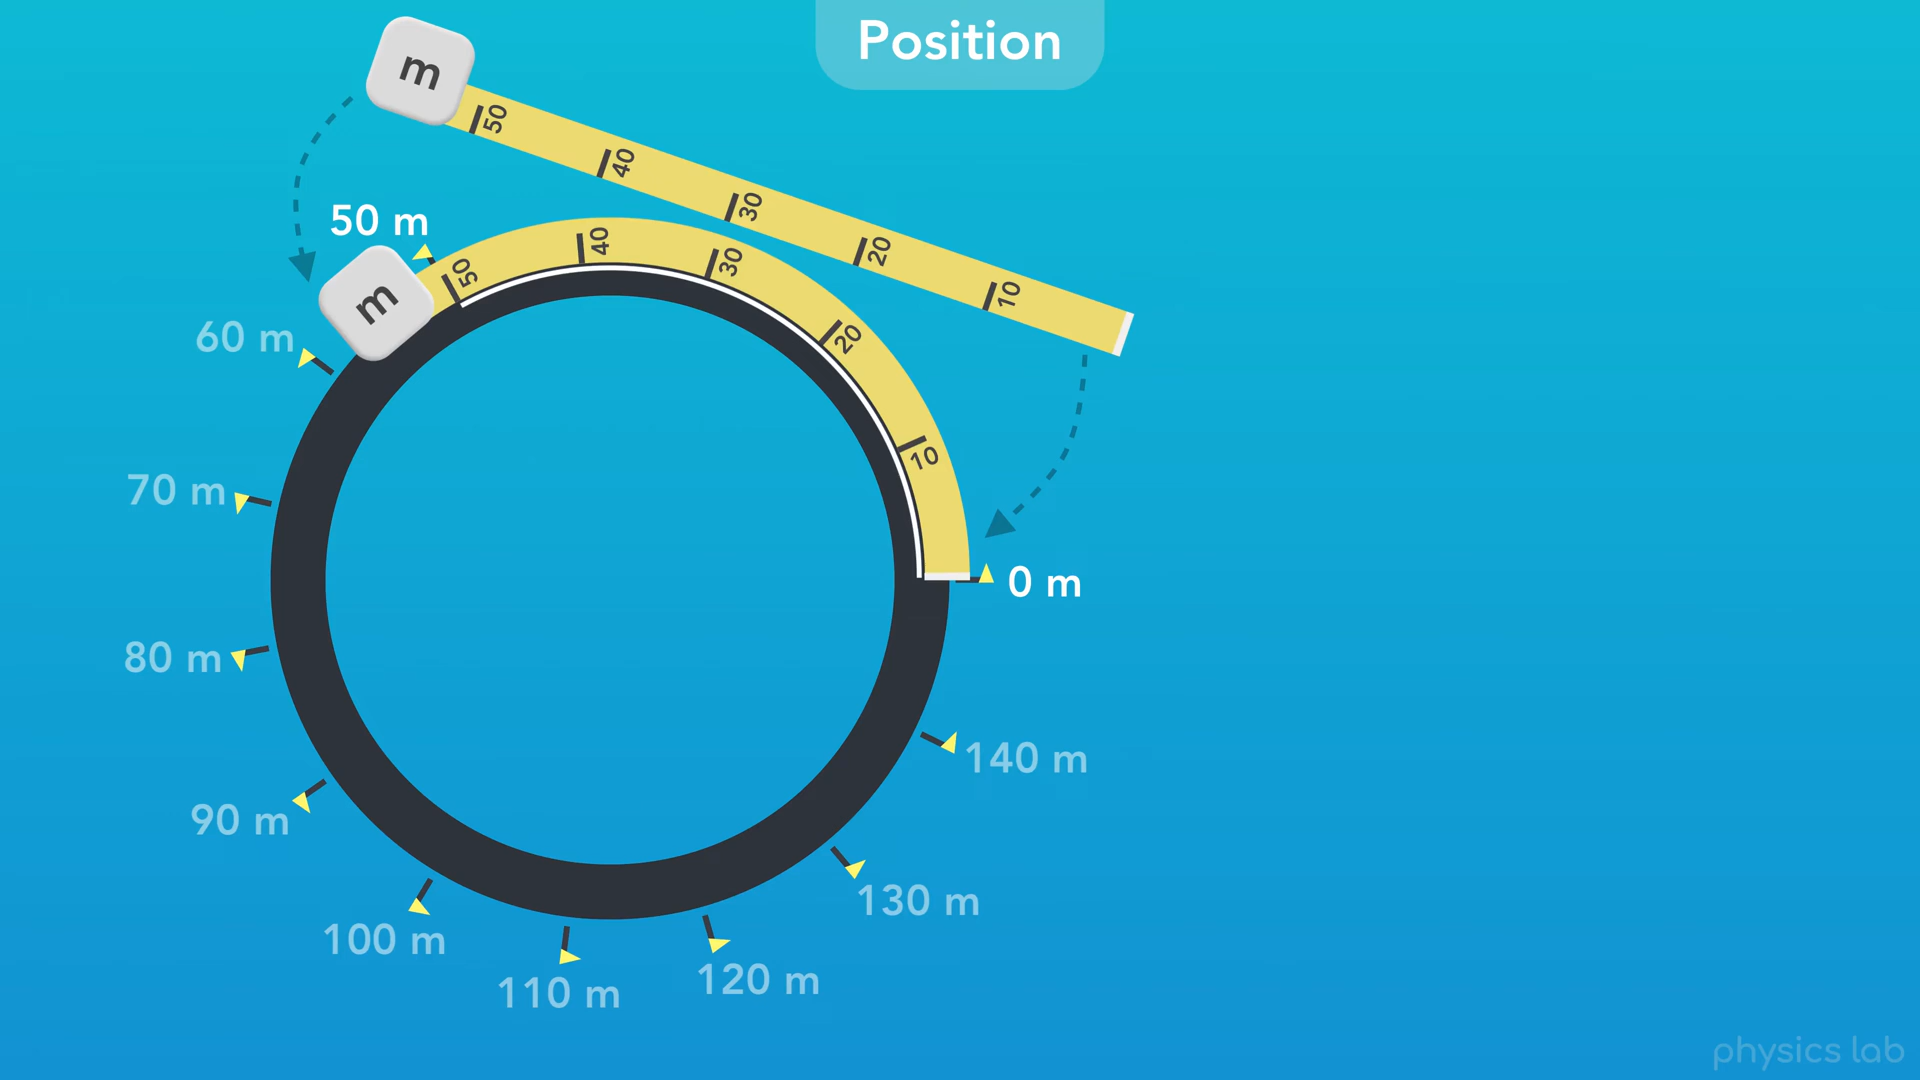 Position
m
50
40
30
20
10
50 m
m
50
40
30
20
10
0 m
60 m
70 m
80 m
90 m
100 m
110 m
120 m
130 m
140 m
physics lab